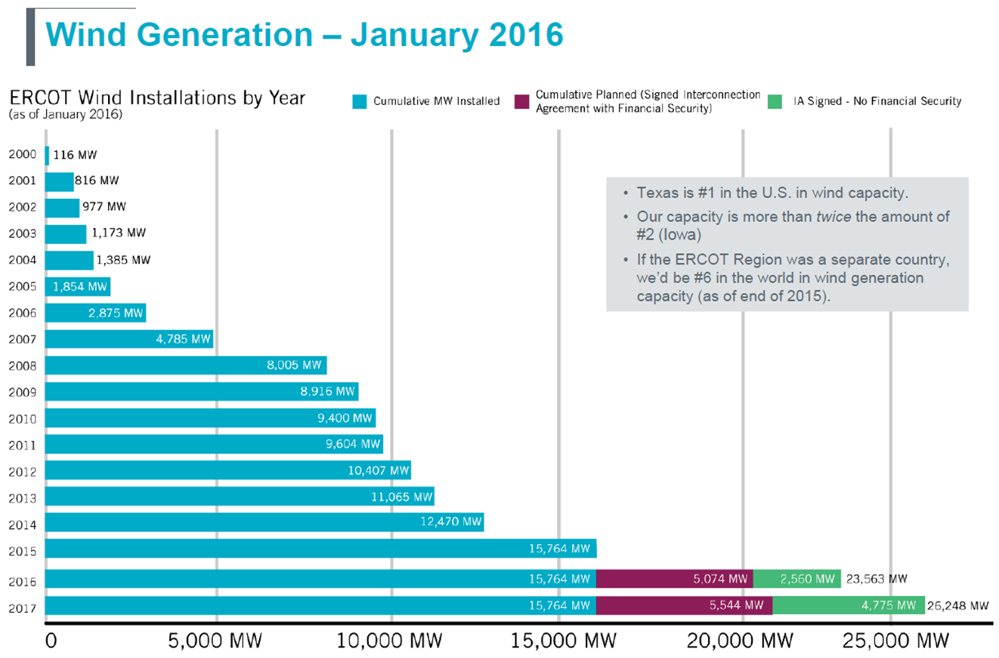 Wind Generation – January 2016
ERCOT Wind Installations by Year
(as of January 2016)
Cumulative MW Installed
Cumulative Planned (Signed Interconnection
Agreement with Financial Security)
IA Signed - No Financial Security
2000 116 MW
2001 816 MW
2002 977 MW
2003 1,173 MW
2004 1,385 MW
2005 1,854 MW
2006 2,875 MW
2007 4,785 MW
2008 8,005 MW
2009 8,916 MW
2010 9,400 MW
2011 9,604 MW
2012 10,407 MW
2013 11,065 MW
2014 12,470 MW
2015 15,764 MW
2016 15,764 MW 5,074 MW 2,560 MW 23,563 MW
2017 15,764 MW 5,544 MW 4,775 MW 26,248 MW
0 5,000 MW 10,000 MW 15,000 MW 20,000 MW 25,000 MW
• Texas is #1 in the U.S. in wind capacity.
• Our capacity is more than twice the amount of
#2 (Iowa)
• If the ERCOT Region was a separate country,
we'd be #6 in the world in wind generation
capacity (as of end of 2015).